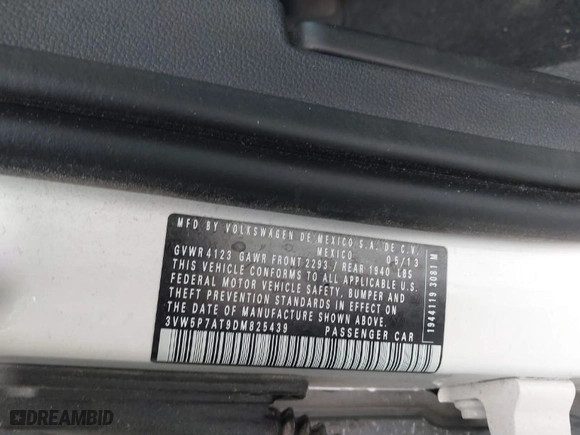 MFD BY VOLKSWAGEN DE MEXICO S.A. DE C.V.
MEXICO 05/13
GVWR 4123 GAWR FRONT 2293 / REAR 1940 LBS
THIS VEHICLE CONFORMS TO ALL APPLICABLE U.S.
FEDERAL MOTOR VEHICLE SAFETY, BUMPER AND
THEFT PREVENTION STANDARDS IN EFFECT ON
THE DATE OF MANUFACTURE SHOWN ABOVE.
3VW5P7AT9DM825439 PASSENGER CAR
1944119 3081 M
DREAMBID